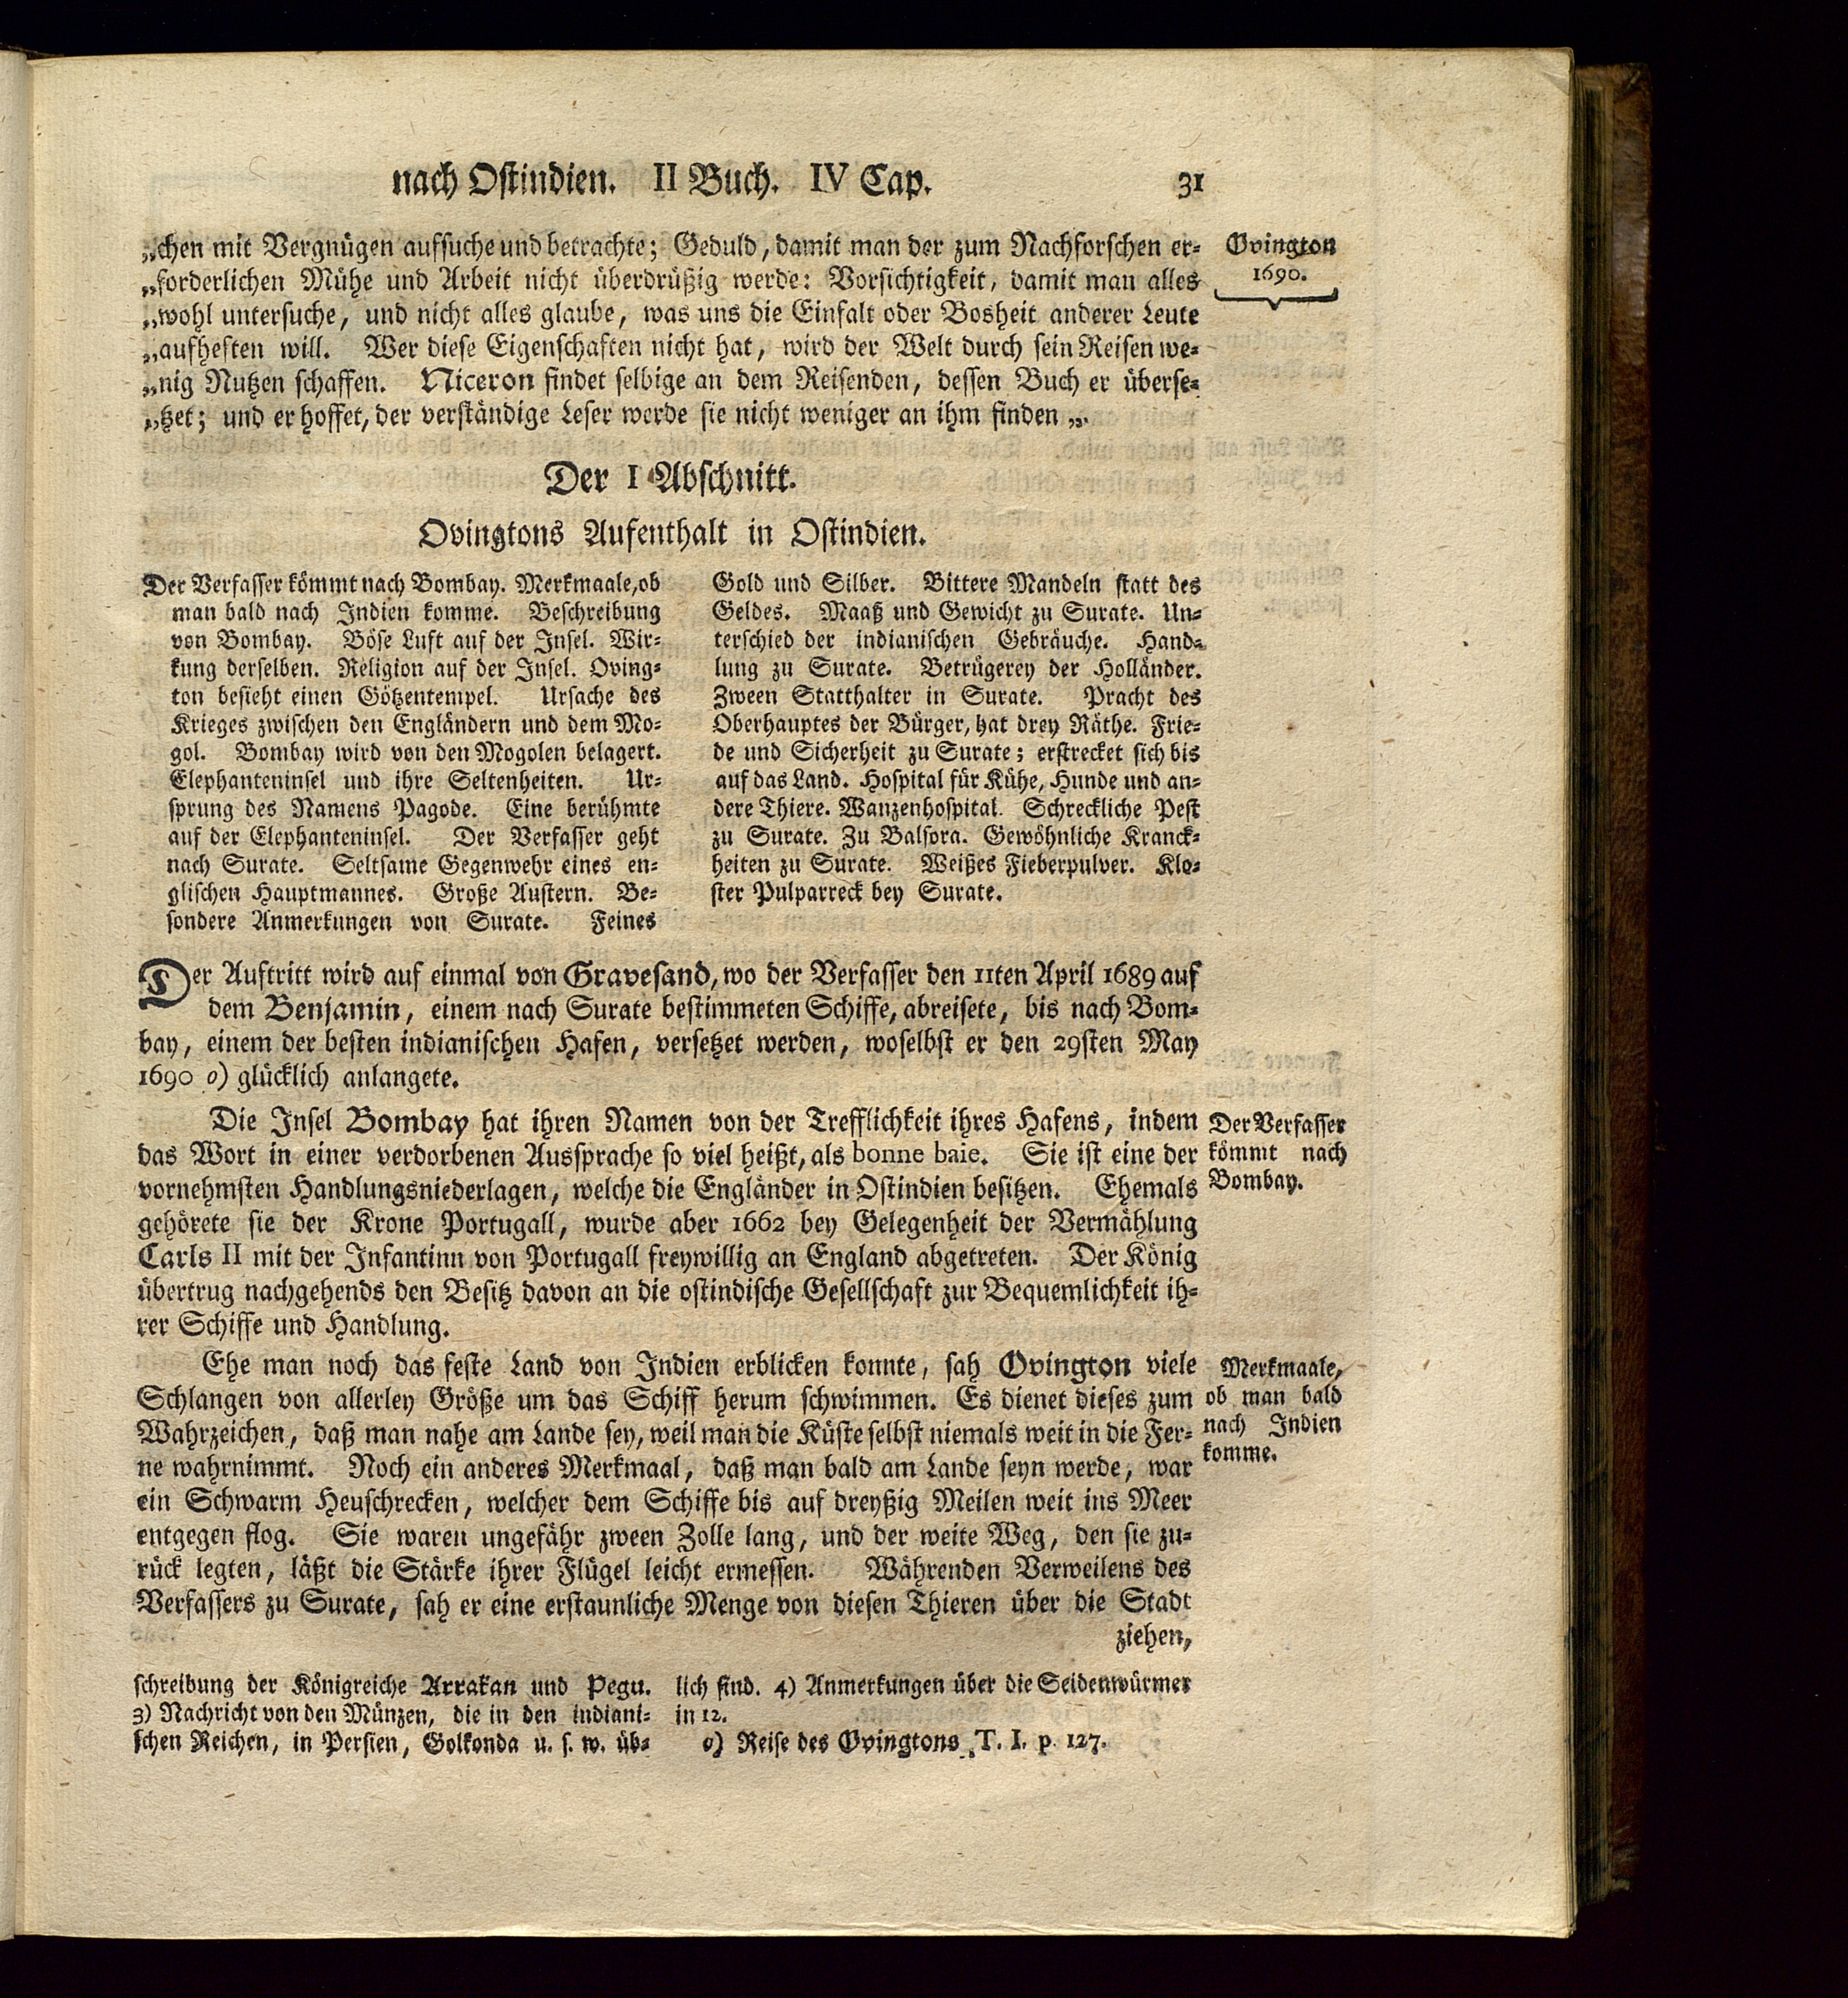 nach Ostindien. II Buch. IV Cap.
31
„chen mit Vergnügen aufsuche und betrachte; Geduld, damit man der zum Nachforschen er-
„forderlichen Mühe und Arbeit nicht überdrüßig werde: Vorsichtigkeit, damit man alles
„wohl untersuche, und nicht alles glaube, was uns die Einfalt oder Bosheit anderer Leute
„aufheften will. Wer diese Eigenschaften nicht hat, wird der Welt durch sein Reisen we-
„nig Nutzen schaffen. Niceron findet selbige an dem Reisenden, dessen Buch er überse-
„tzet; und er hoffet, der verständige Leser werde sie nicht weniger an ihm finden„.
Ovington
1690.
Der I Abschnitt.
Ovingtons Aufenthalt in Ostindien.
Der Verfasser kömmt nach Bombay. Merkmaale, ob
man bald nach Indien komme. Beschreibung
von Bombay. Böse Luft auf der Insel. Wir-
kung derselben. Religion auf der Insel. Oving-
ton besieht einen Götzentempel. Ursache des
Krieges zwischen den Engländern und dem Mo-
gol. Bombay wird von den Mogolen belagert.
Elephanteninsel und ihre Seltenheiten. Ur-
sprung des Namens Pagode. Eine berühmte
auf der Elephanteninsel. Der Verfasser geht
nach Surate. Seltsame Gegenwehr eines en-
glischen Hauptmannes. Große Austern. Be-
sondere Anmerkungen von Surate. Feines
Gold und Silber. Bittere Mandeln statt des
Geldes. Maaß und Gewicht zu Surate. Un-
terschied der indianischen Gebräuche. Hand-
lung zu Surate. Betrügerey der Holländer.
Zween Statthalter in Surate. Pracht des
Oberhauptes der Bürger, hat drey Räthe. Frie-
de und Sicherheit zu Surate; erstrecket sich bis
auf das Land. Hospital für Kühe, Hunde und an-
dere Thiere. Wanzenhospital. Schreckliche Pest
zu Surate. Zu Balsora. Gewöhnliche Kranck-
heiten zu Surate. Weißes Fieberpulver. Klo-
ster Pulparreck bey Surate.
Der Auftritt wird auf einmal von Gravesand, wo der Verfasser den 11ten April 1689 auf
dem Benjamin, einem nach Surate bestimmeten Schiffe, abreisete, bis nach Bom-
bay, einem der besten indianischen Hafen, versetzet werden, woselbst er den 29sten May
1690 o) glücklich anlangete.
Die Insel Bombay hat ihren Namen von der Trefflichkeit ihres Hafens, indem
das Wort in einer verdorbenen Aussprache so viel heißt, als bonne baie. Sie ist eine der
vornehmsten Handlungsniederlagen, welche die Engländer in Ostindien besitzen. Ehemals
gehörete sie der Krone Portugall, wurde aber 1662 bey Gelegenheit der Vermählung
Carls II mit der Infantinn von Portugall freywillig an England abgetreten. Der König
übertrug nachgehends den Besitz davon an die ostindische Gesellschaft zur Bequemlichkeit ih-
rer Schiffe und Handlung.
Der Verfasser
kömmt nach
Bombay.
Ehe man noch das feste Land von Indien erblicken konnte, sah Ovington viele
Schlangen von allerley Größe um das Schiff herum schwimmen. Es dienet dieses zum
Wahrzeichen, daß man nahe am Lande sey, weil man die Küste selbst niemals weit in die Fer-
ne wahrnimmt. Noch ein anderes Merkmaal, daß man bald am Lande seyn werde, war
ein Schwarm Heuschrecken, welcher dem Schiffe bis auf dreyßig Meilen weit ins Meer
entgegen flog. Sie waren ungefähr zween Zolle lang, und der weite Weg, den sie zu-
rück legten, läßt die Stärke ihrer Flügel leicht ermessen. Währenden Verweilens des
Verfassers zu Surate, sah er eine erstaunliche Menge von diesen Thieren über die Stadt
ziehen,
Merkmaale,
ob man bald
nach Indien
komme.
schreibung der Königreiche Arrakan und Pegu.
3) Nachricht von den Münzen, die in den indiani-
schen Reichen, in Persien, Golkonda u. s. w. üb-
lich sind. 4) Anmerkungen über die Seidenwürmer
in 12.
o) Reise des Ovingtons T. I. p. 127.